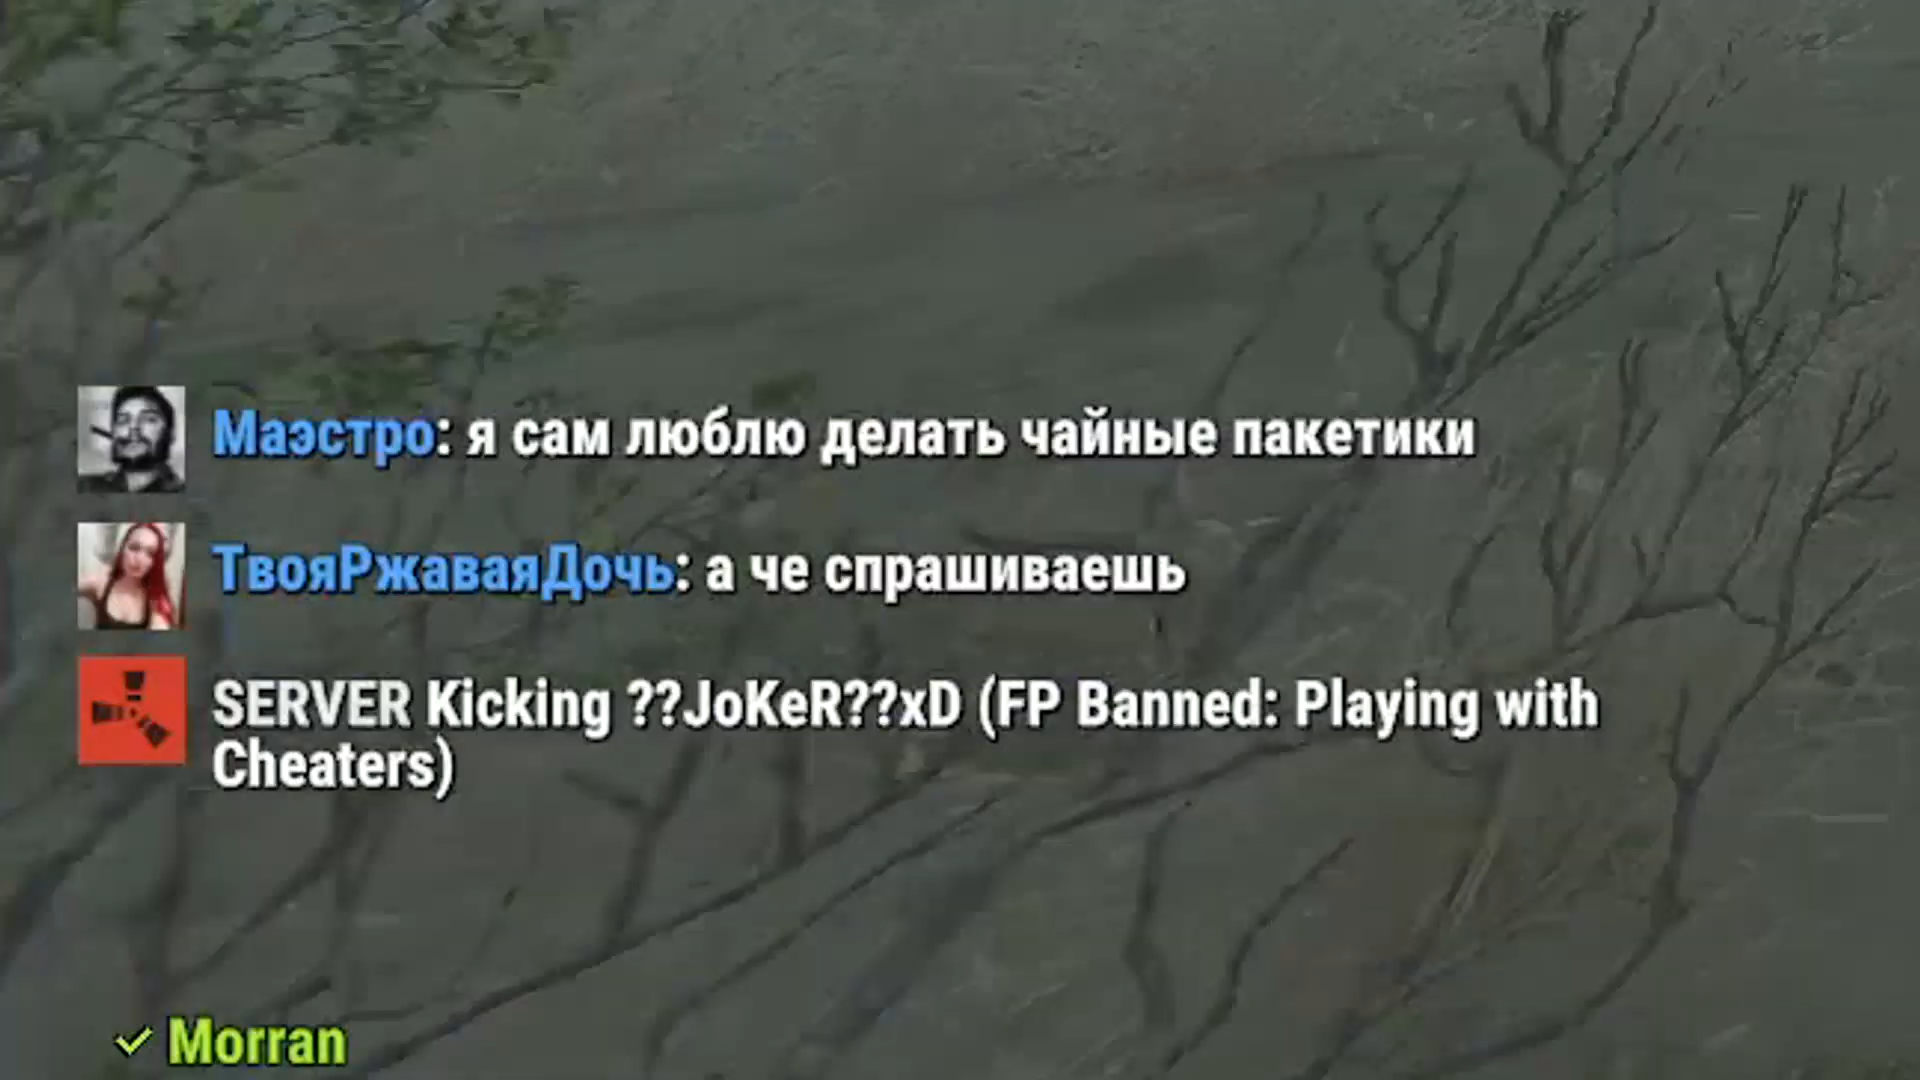 Маэстро: я сам люблю делать чайные пакетики
ТвояРжаваяДочь: а че спрашиваешь
SERVER Kicking ??JoKeR??xD (FP Banned: Playing with
Cheaters)
Morran